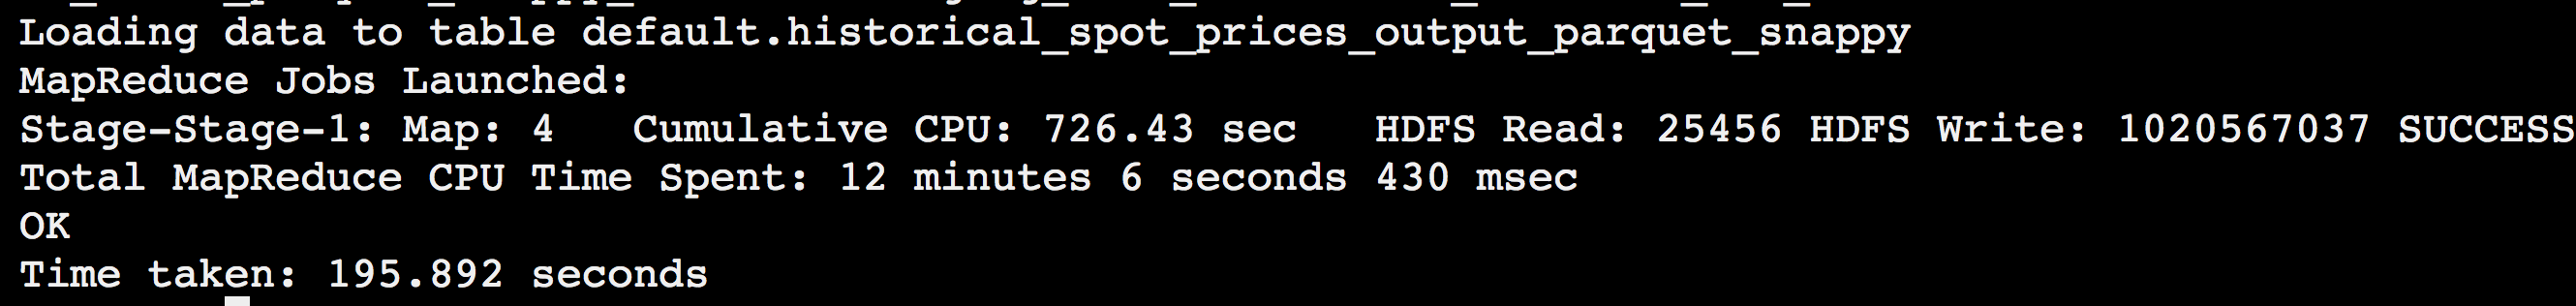 Loading data to table default.historical_spot_prices_output_parquet_snappy
MapReduce Jobs Launched:
Stage-Stage-1: Map: 4   Cumulative CPU: 726.43 sec   HDFS Read: 25456 HDFS Write: 1020567037 SUCCESS
Total MapReduce CPU Time Spent: 12 minutes 6 seconds 430 msec
OK
Time taken: 195.892 seconds